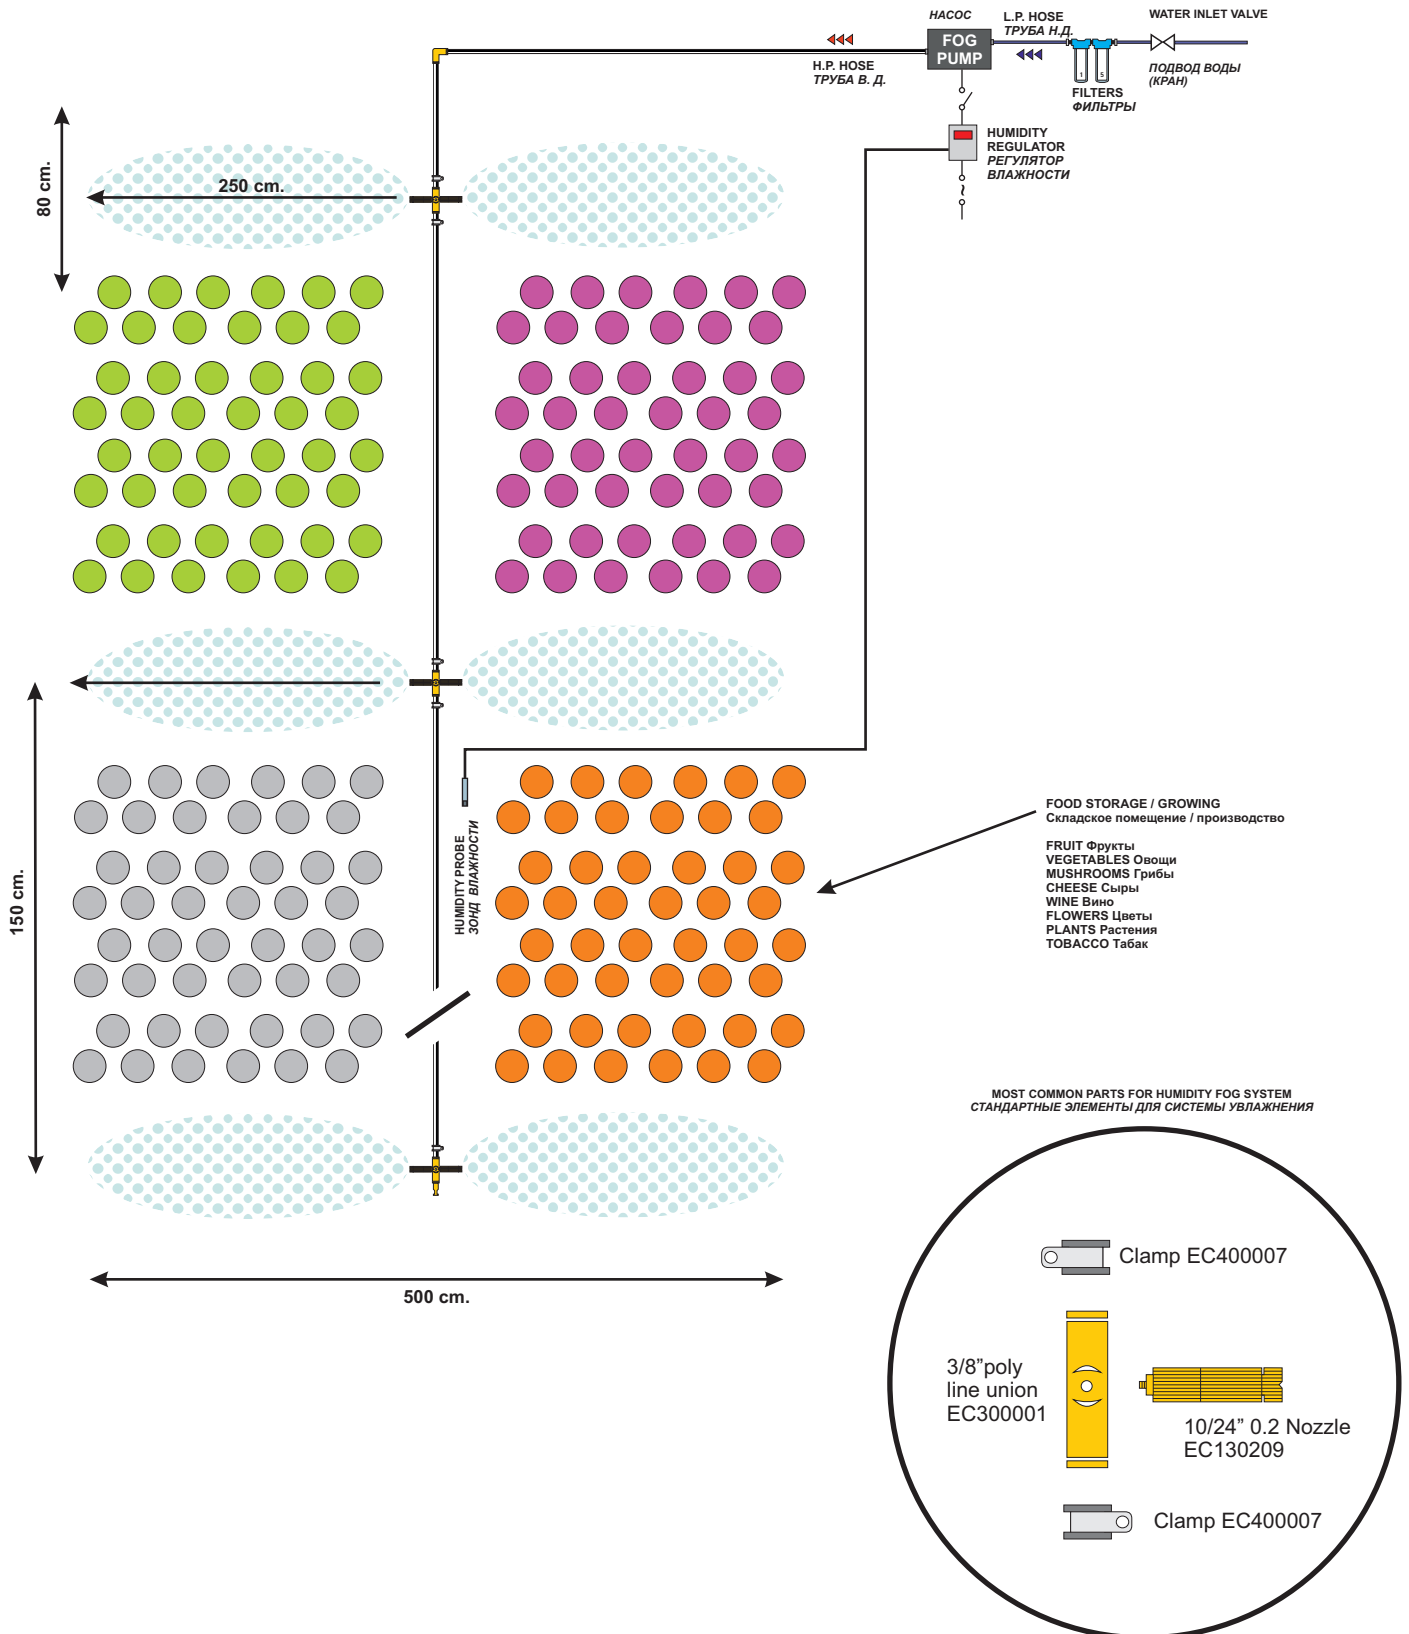 НАСОС
FOG
PUMP
L.P. HOSE
ТРУБА Н.Д.
WATER INLET VALVE
H.P. HOSE
ТРУБА В. Д.
1
5
FILTERS
ФИЛЬТРЫ
ПОДВОД ВОДЫ
(КРАН)
HUMIDITY
REGULATOR
РЕГУЛЯТОР
ВЛАЖНОСТИ
80 cm.
250 cm.
150 cm.
HUMIDITY PROBE
ЗОНД ВЛАЖНОСТИ
FOOD STORAGE / GROWING
Складское помещение / производство
FRUIT Фрукты
VEGETABLES Овощи
MUSHROOMS Грибы
CHEESE Сыры
WINE Вино
FLOWERS Цветы
PLANTS Растения
TOBACCO Табак
500 cm.
MOST COMMON PARTS FOR HUMIDITY FOG SYSTEM
СТАНДАРТНЫЕ ЭЛЕМЕНТЫ ДЛЯ СИСТЕМЫ УВЛАЖНЕНИЯ
Clamp EC400007
3/8”poly
line union
EC300001
10/24” 0.2 Nozzle
EC130209
Clamp EC400007